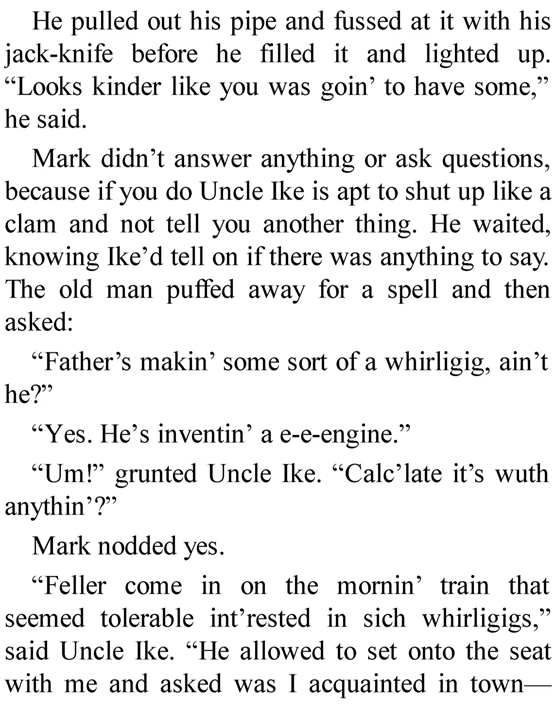 He pulled out his pipe and fussed at it with his
jack-knife before he filled it and lighted up.
“Looks kinder like you was goin’ to have some,”
he said.
Mark didn’t answer anything or ask questions,
because if you do Uncle Ike is apt to shut up like a
clam and not tell you another thing. He waited,
knowing Ike’d tell on if there was anything to say.
The old man puffed away for a spell and then
asked:
“Father’s makin’ some sort of a whirligig, ain’t
he?”
“Yes. He’s inventin’ a e-e-engine.”
“Um!” grunted Uncle Ike. “Calc’late it’s wuth
anythin’?”
Mark nodded yes.
“Feller come in on the mornin’ train that
seemed tolerable int’rested in sich whirligigs,”
said Uncle Ike. “He allowed to set onto the seat
with me and asked was I acquainted in town—